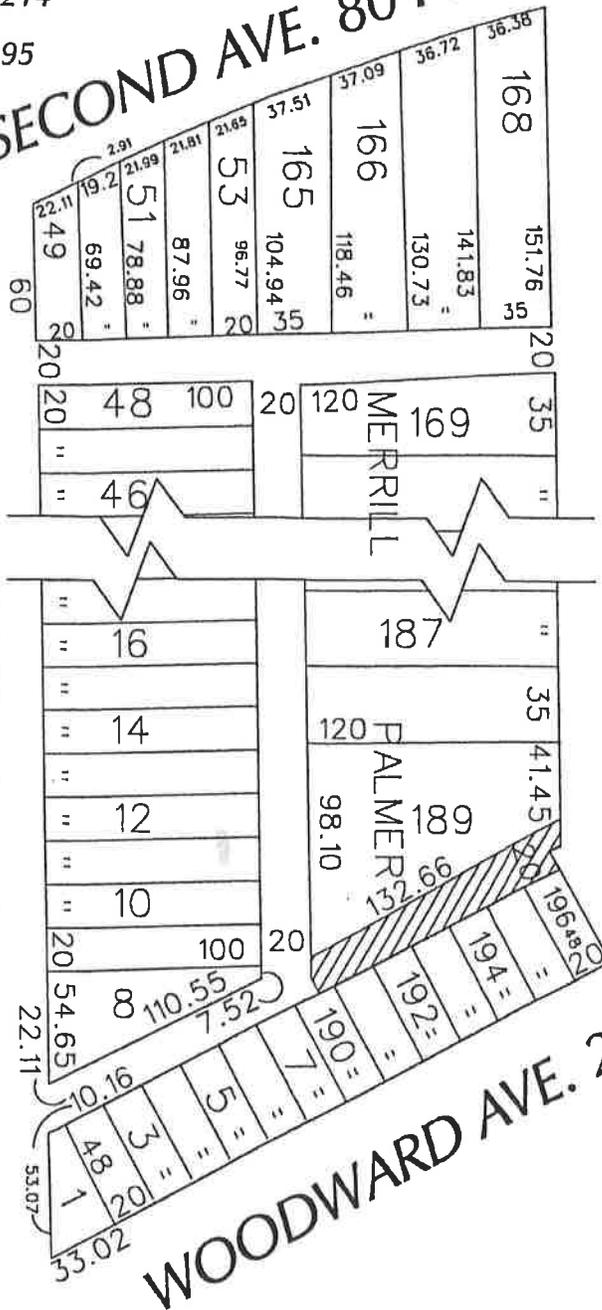 95
SECOND AVE. 80
22.11 19.2 2.91 21.99 21.81 21.65 37.51 37.09 36.72 36.38
49 51 53 165 166 168
60 69.42 78.88 87.96 96.77 104.94 118.46 130.73 141.83 151.76
20 " " " 20 35 " " 35
20 20
20 48 100 20 120 169 35
"
" 46 "
MERRILL
"
" 16 187 "
"
" 14 120 35
"
" 12 98.10 189 41.45
"
" 10 132.66 20
PALMER
20 100 20
54.65 8 110.55
7.52
22.11
10.16
190 192 194 196 48 20
" " " " "
1 48 20 3 5 7
" " " " "
53.07
33.02
WOODWARD AVE.